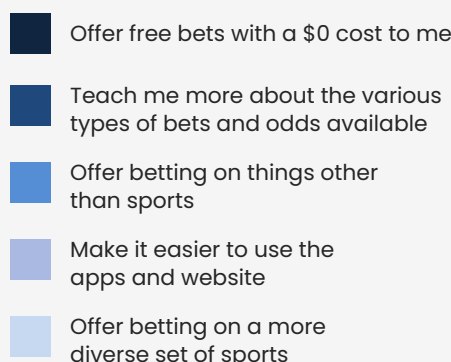 Offer free bets with a $0 cost to me
Teach me more about the various
types of bets and odds available
Offer betting on things other
than sports
Make it easier to use the
apps and website
Offer betting on a more
diverse set of sports